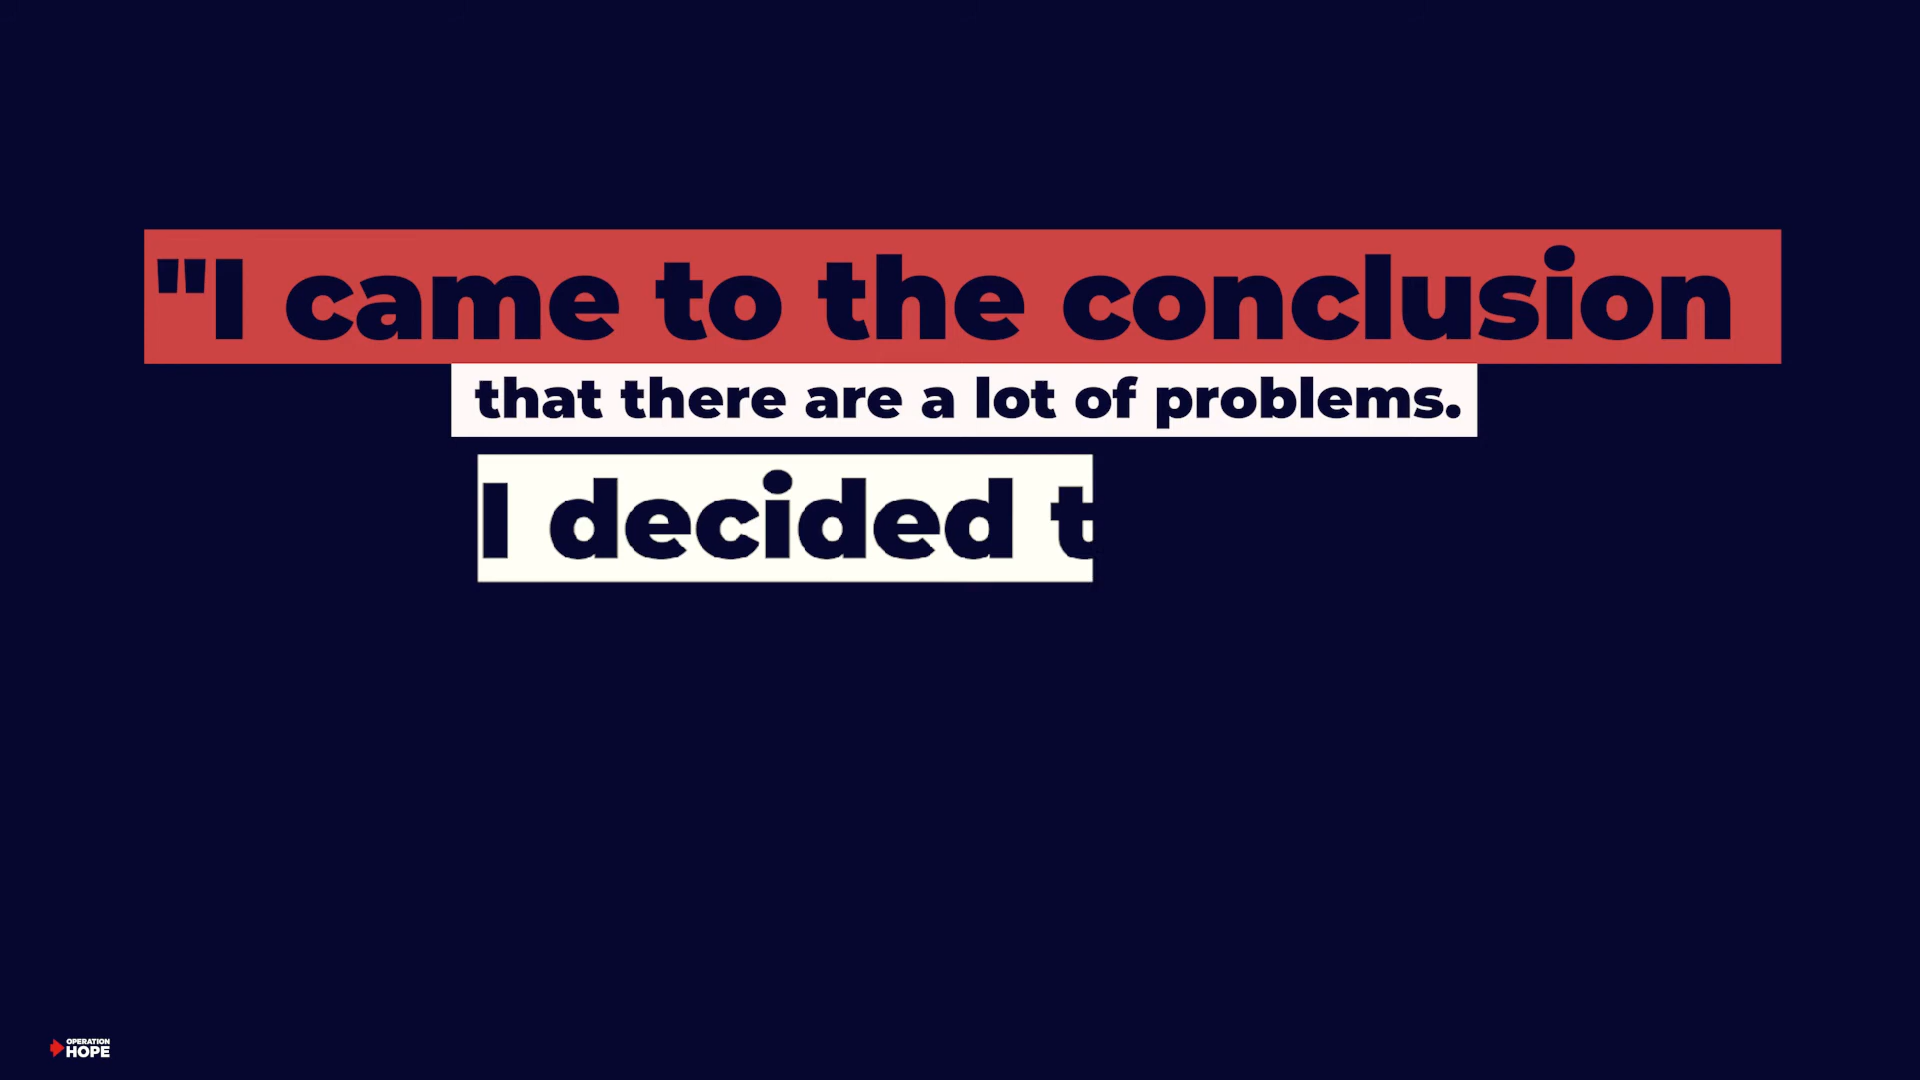 "I came to the conclusion
that there are a lot of problems.
I decided t
OPERATION
HOPE